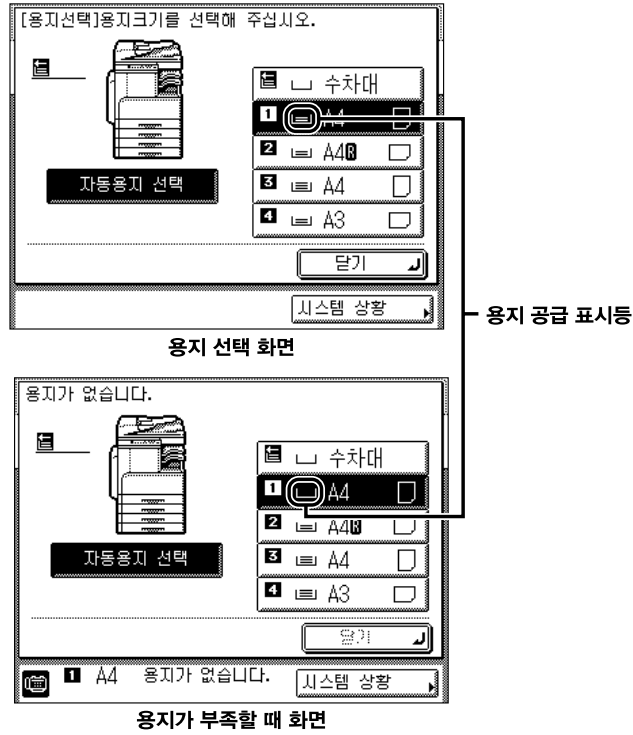 [용지선택]용지크기를 선택해 주십시오.
수차대
1 A4
2 A4R
3 A4
4 A3
자동용지 선택
닫기
시스템 상황
용지 공급 표시등
용지 선택 화면
용지가 없습니다.
수차대
1 A4
2 A4R
3 A4
4 A3
자동용지 선택
닫기
1 A4 용지가 없습니다.
시스템 상황
용지가 부족할 때 화면